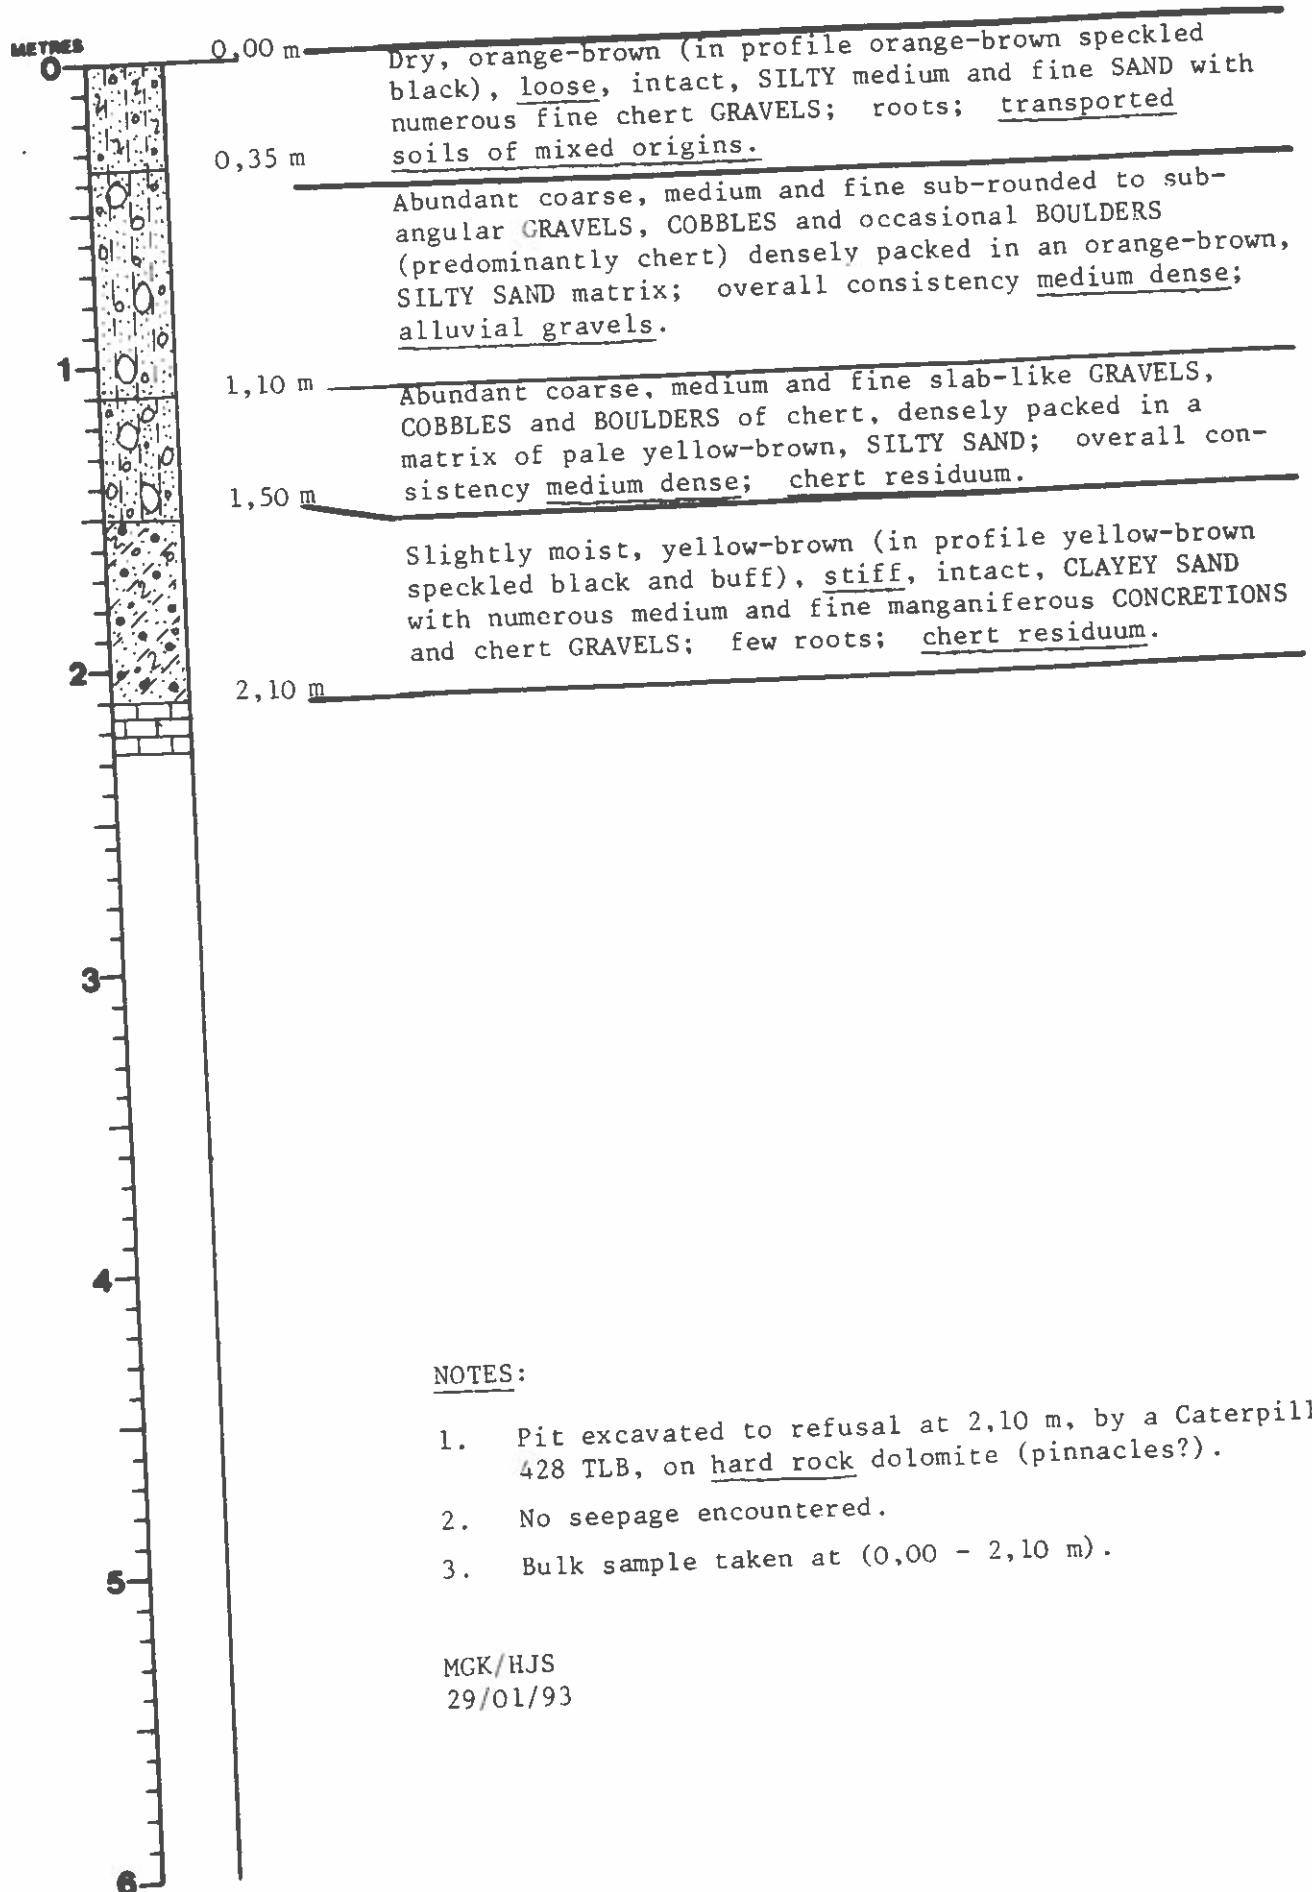 METRES
0
0,00 m
Dry, orange-brown (in profile orange-brown speckled
black), loose, intact, SILTY medium and fine SAND with
numerous fine chert GRAVELS; roots; transported
soils of mixed origins.
0,35 m
Abundant coarse, medium and fine sub-rounded to sub-
angular GRAVELS, COBBLES and occasional BOULDERS
(predominantly chert) densely packed in an orange-brown,
SILTY SAND matrix; overall consistency medium dense;
alluvial gravels.
1
1,10 m
Abundant coarse, medium and fine slab-like GRAVELS,
COBBLES and BOULDERS of chert, densely packed in a
matrix of pale yellow-brown, SILTY SAND; overall con-
sistency medium dense; chert residuum.
1,50 m
Slightly moist, yellow-brown (in profile yellow-brown
speckled black and buff), stiff, intact, CLAYEY SAND
with numerous medium and fine manganiferous CONCRETIONS
and chert GRAVELS; few roots; chert residuum.
2
2,10 m
3
4
NOTES:
1. Pit excavated to refusal at 2,10 m, by a Caterpill
428 TLB, on hard rock dolomite (pinnacles?).
2. No seepage encountered.
3. Bulk sample taken at (0,00 - 2,10 m).
5
MGK/HJS
29/01/93
6